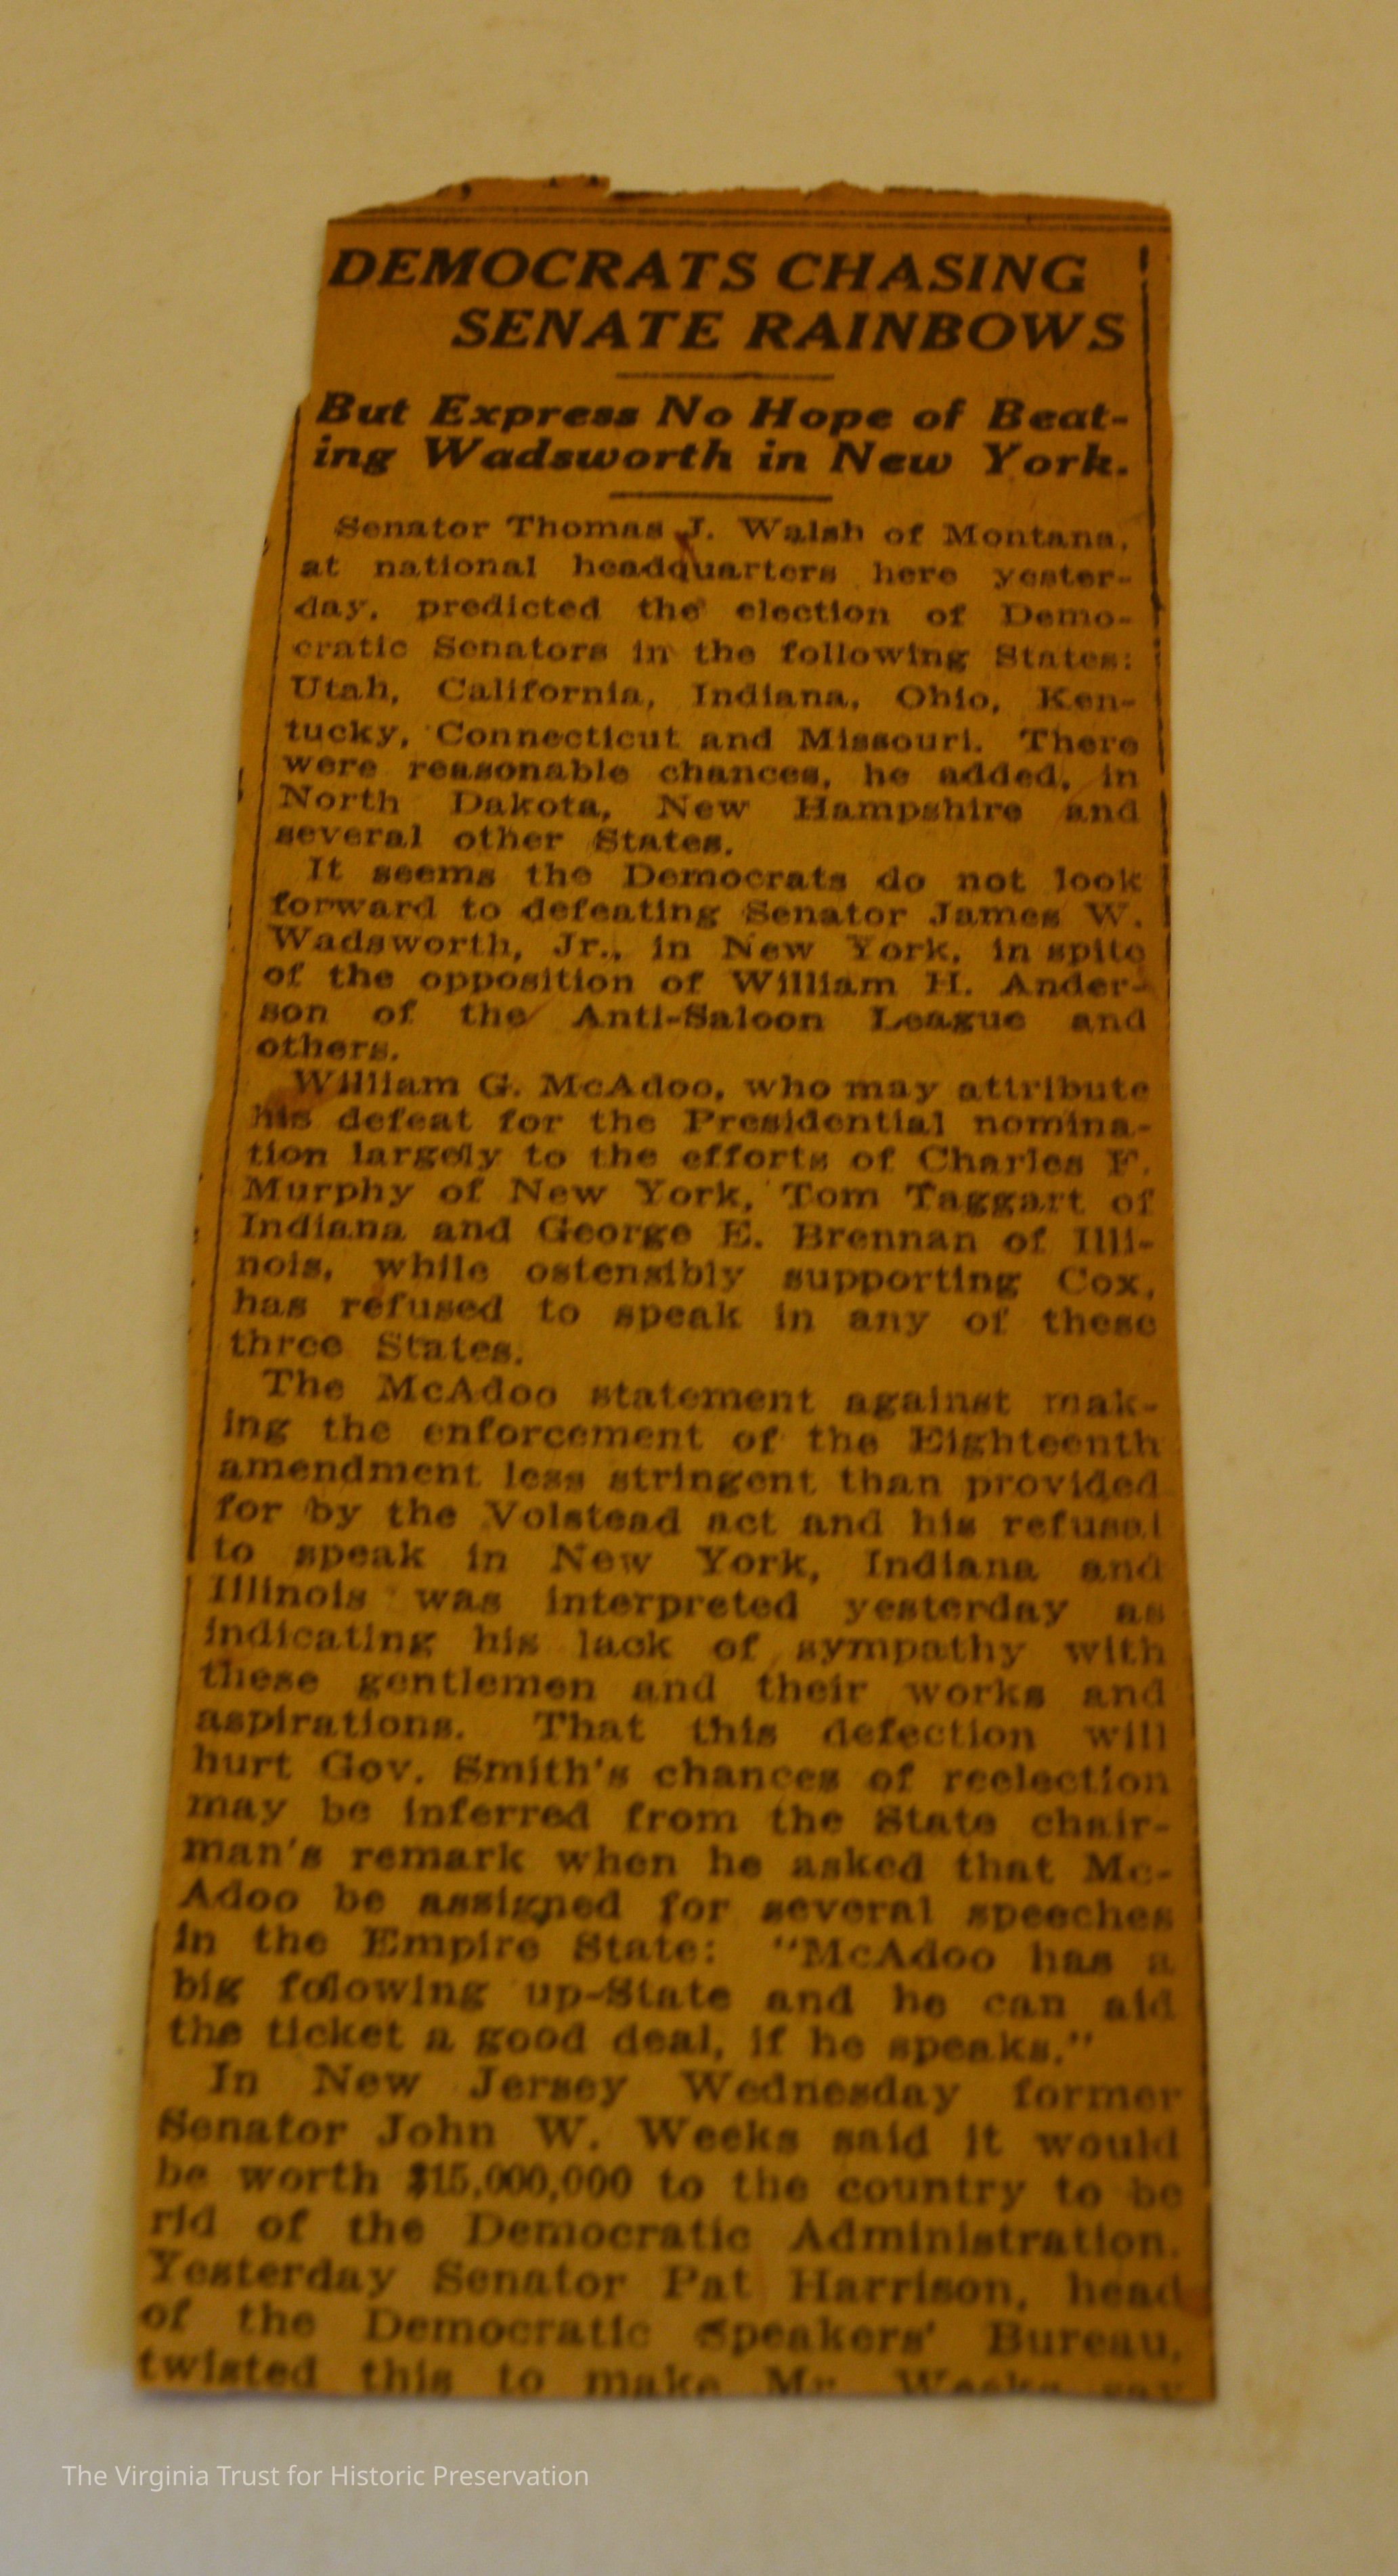 DEMOCRATS CHASING
SENATE RAINBOWS
But Express No Hope of Beat-
ing Wadsworth in New York.
Senator Thomas J. Walsh of Montana,
at national headquarters here yester-
day, predicted the election of Demo-
cratic Senators in the following States:
Utah, California, Indiana, Ohio, Ken-
tucky, Connecticut and Missouri. There
were reasonable chances, he added, in
North Dakota, New Hampshire and
several other States.
It seems the Democrats do not look
forward to defeating Senator James W.
Wadsworth, Jr., in New York, in spite
of the opposition of William H. Ander-
son of the Anti-Saloon League and
others.
William G. McAdoo, who may attribute
his defeat for the Presidential nomina-
tion largely to the efforts of Charles F.
Murphy of New York, Tom Taggart of
Indiana and George E. Brennan of Illi-
nois, while ostensibly supporting Cox,
has refused to speak in any of these
three States.
The McAdoo statement against mak-
ing the enforcement of the Eighteenth
amendment less stringent than provided
for by the Volstead act and his refusal
to speak in New York, Indiana and
Illinois was interpreted yesterday as
indicating his lack of sympathy with
these gentlemen and their works and
aspirations. That this defection will
hurt Gov. Smith's chances of reelection
may be inferred from the State chair-
man's remark when he asked that Mc-
Adoo be assigned for several speeches
in the Empire State: "McAdoo has a
big folowing up-State and he can aid
the ticket a good deal, if he speaks."
In New Jersey Wednesday former
Senator John W. Weeks said it would
be worth $15,000,000 to the country to be
rid of the Democratic Administration.
Yesterday Senator Pat Harrison, head
of the Democratic Speakers' Bureau,
twisted this to make Mr. Weeks say
The Virginia Trust for Historic Preservation